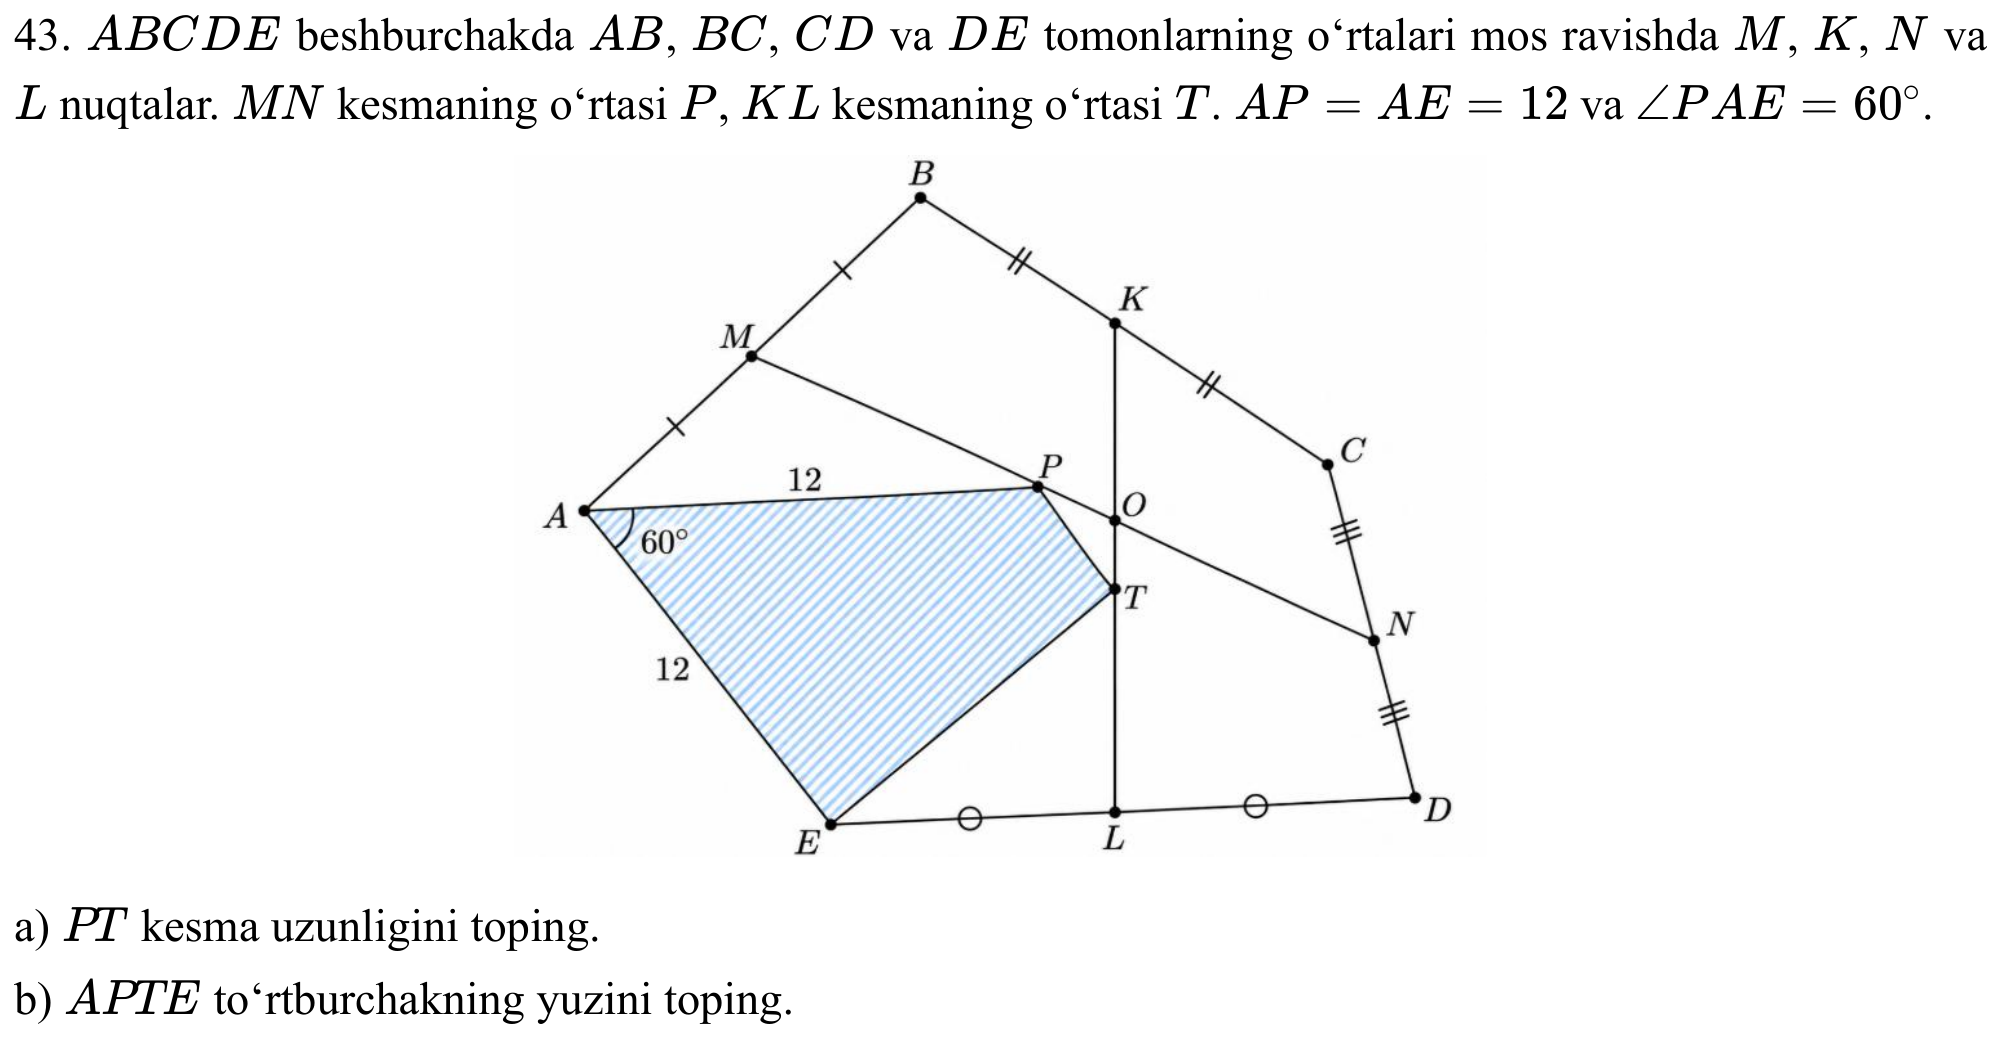 43. ABCDE beshburchakda AB, BC, CD va DE tomonlarning o‘rtalari mos ravishda M, K, N va
L nuqtalar. MN kesmaning o‘rtasi P, KL kesmaning o‘rtasi T. AP = AE = 12 va ∠PAE = 60°.
B
K
M
C
12
P
A
O
60°
T
N
12
E
L
D
a) PT kesma uzunligini toping.
b) APTE to‘rtburchakning yuzini toping.